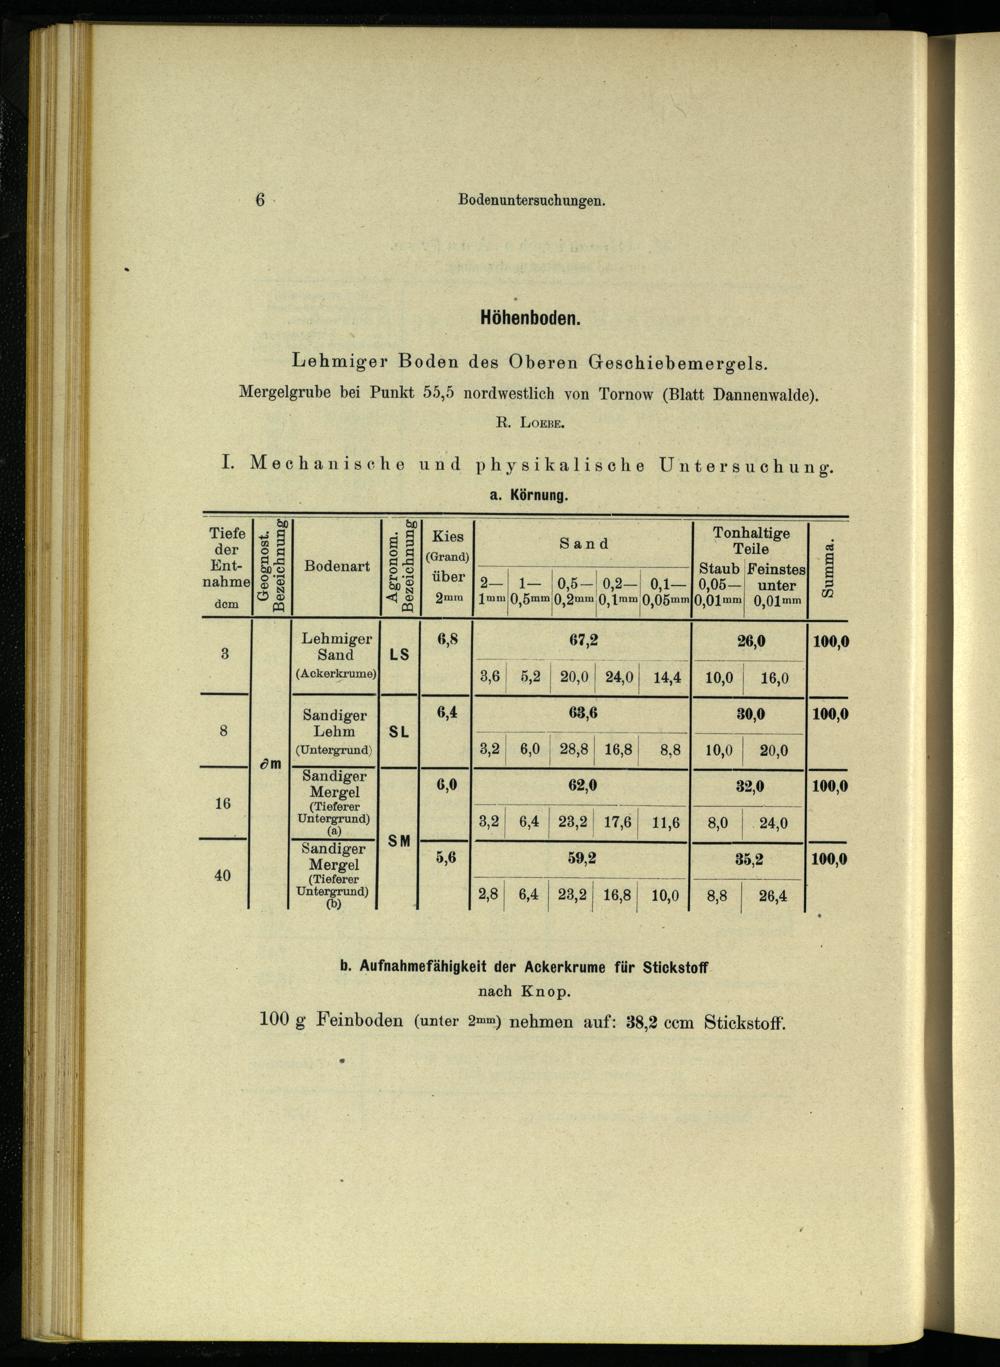 6
Bodenuntersuchungen.
Höhenboden.
Lehmiger Boden des Oberen Geschiebemergels.
Mergelgrube bei Punkt 55,5 nordwestlich von Tornow (Blatt Dannenwalde).
R. LOEBE.
I. Mechanische und physikalische Untersuchung.
a. Körnung.
Tiefe der Ent-nahme dcm | Geognost. Bezeichnung | Bodenart | Agronom. Bezeichnung | Kies (Grand) über 2mm | Sand | Tonhaltige Teile | Summa.
2—1mm | 1—0,5mm | 0,5—0,2mm | 0,2—0,1mm | 0,1—0,05mm | Staub 0,05—0,01mm | Feinstes unter 0,01mm
3 | Lehmiger Sand (Ackerkrume) | LS | 6,8 | 67,2 | 26,0 | 100,0
3,6 | 5,2 | 20,0 | 24,0 | 14,4 | 10,0 | 16,0
8 | Sandiger Lehm (Untergrund) | SL | 6,4 | 63,6 | 30,0 | 100,0
3,2 | 6,0 | 28,8 | 16,8 | 8,8 | 10,0 | 20,0
∂m
16 | Sandiger Mergel (Tieferer Untergrund) (a) | 6,0 | 62,0 | 32,0 | 100,0
3,2 | 6,4 | 23,2 | 17,6 | 11,6 | 8,0 | 24,0
SM
40 | Sandiger Mergel (Tieferer Untergrund) (b) | 5,6 | 59,2 | 35,2 | 100,0
2,8 | 6,4 | 23,2 | 16,8 | 10,0 | 8,8 | 26,4
b. Aufnahmefähigkeit der Ackerkrume für Stickstoff
nach Knop.
100 g Feinboden (unter 2mm) nehmen auf: 38,2 ccm Stickstoff.